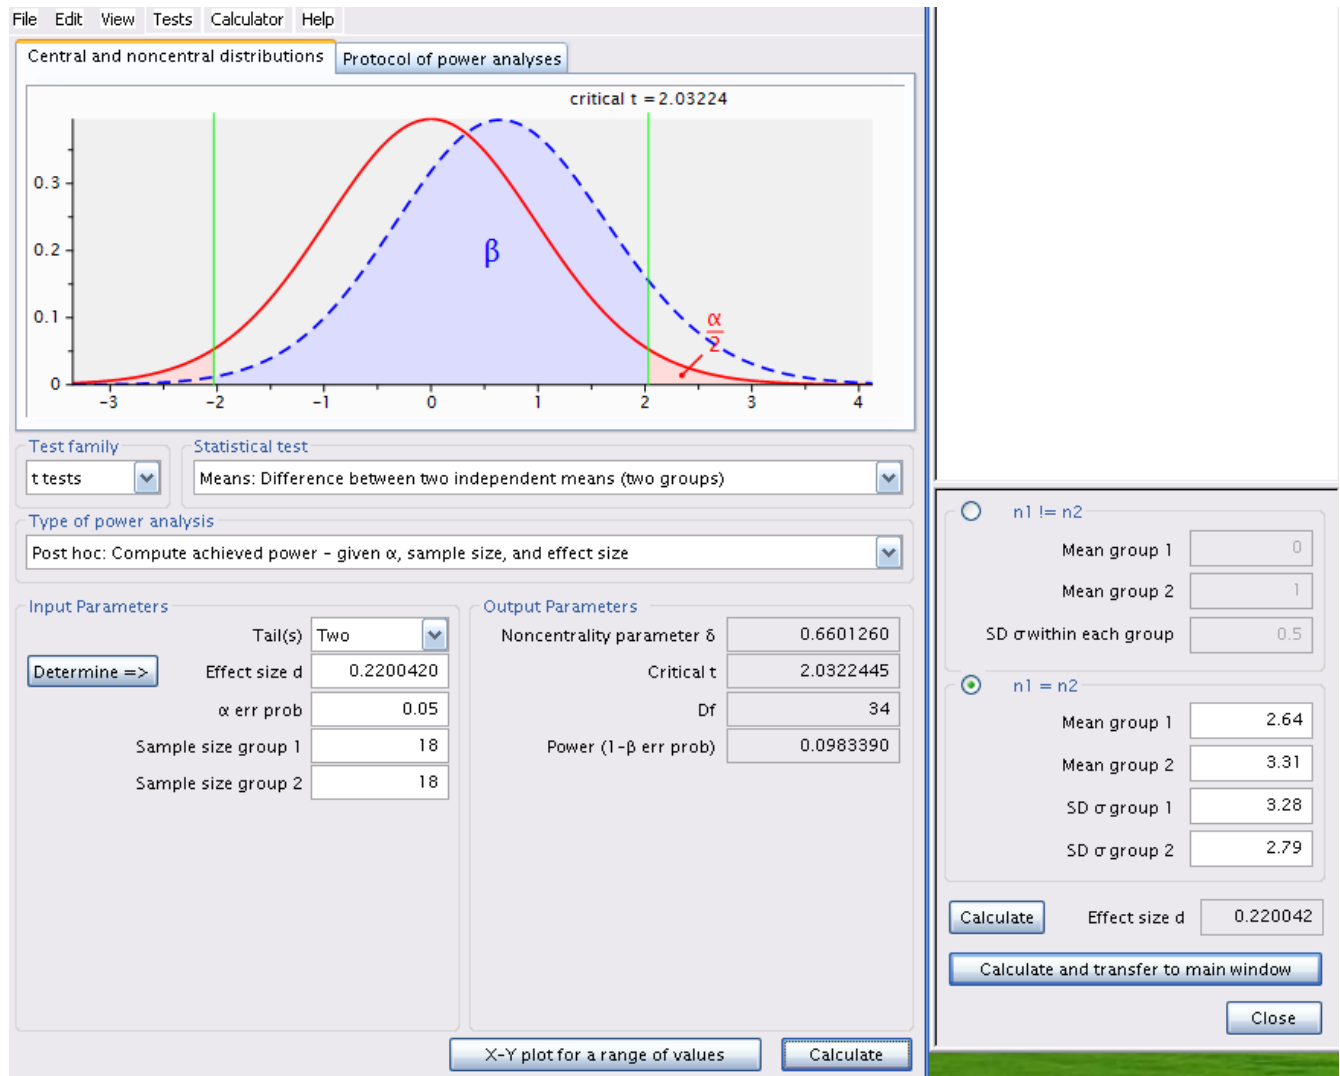 File Edit View Tests Calculator Help
Central and noncentral distributions Protocol of power analyses
critical t = 2.03224
0.3
0.2
0.1
0
β
α
2
-3 -2 -1 0 1 2 3 4
Test family Statistical test
t tests Means: Difference between two independent means (two groups)
Type of power analysis
Post hoc: Compute achieved power – given α, sample size, and effect size
Input Parameters
Tail(s) Two
Determine => Effect size d 0.2200420
α err prob 0.05
Sample size group 1 18
Sample size group 2 18
Output Parameters
Noncentrality parameter δ 0.6601260
Critical t 2.0322445
Df 34
Power (1-β err prob) 0.0983390
X-Y plot for a range of values Calculate
n1 != n2
Mean group 1 0
Mean group 2 1
SD σ within each group 0.5
n1 = n2
Mean group 1 2.64
Mean group 2 3.31
SD σ group 1 3.28
SD σ group 2 2.79
Calculate Effect size d 0.220042
Calculate and transfer to main window
Close